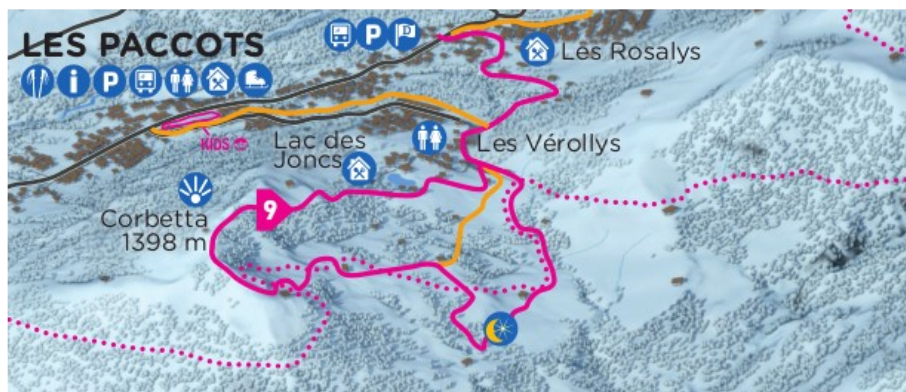 LES PACCOTS
i P
P P
Les Rosalys
KIDS
Lac des
Joncs
Les Vérollys
9
Corbetta
1398 m